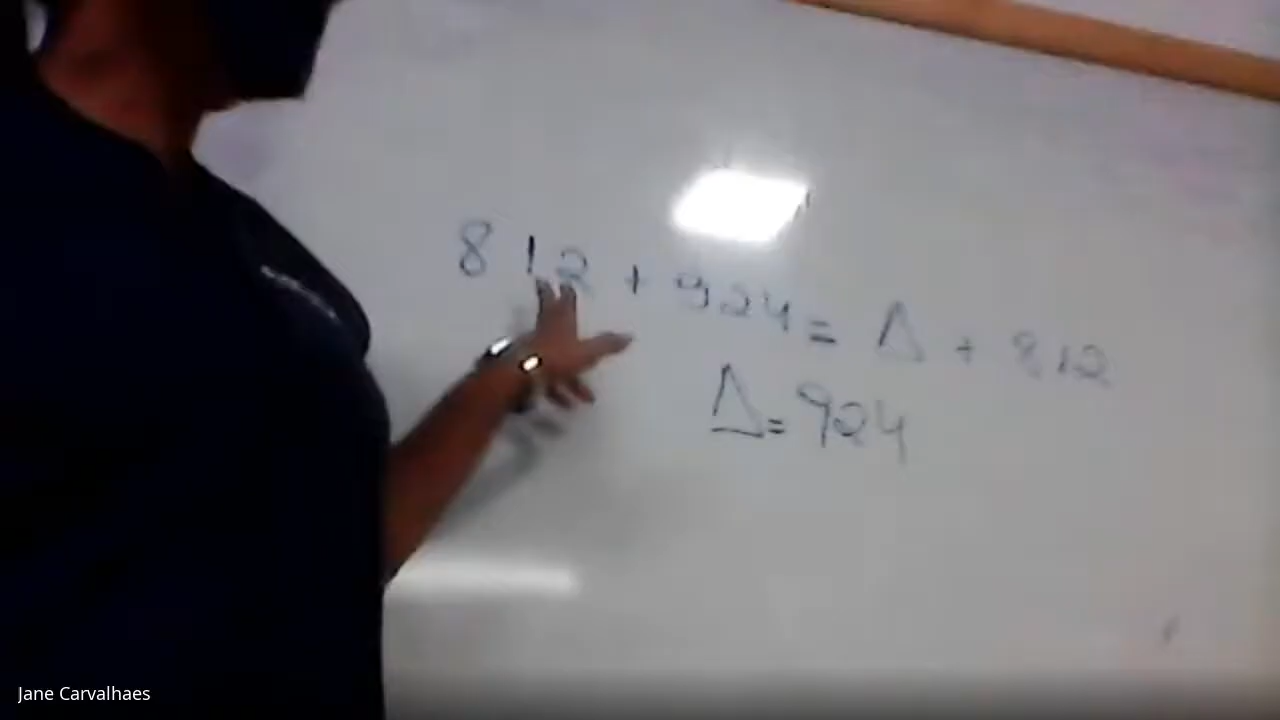 812 + 924 = Δ + 812
Δ = 924
Jane Carvalhaes